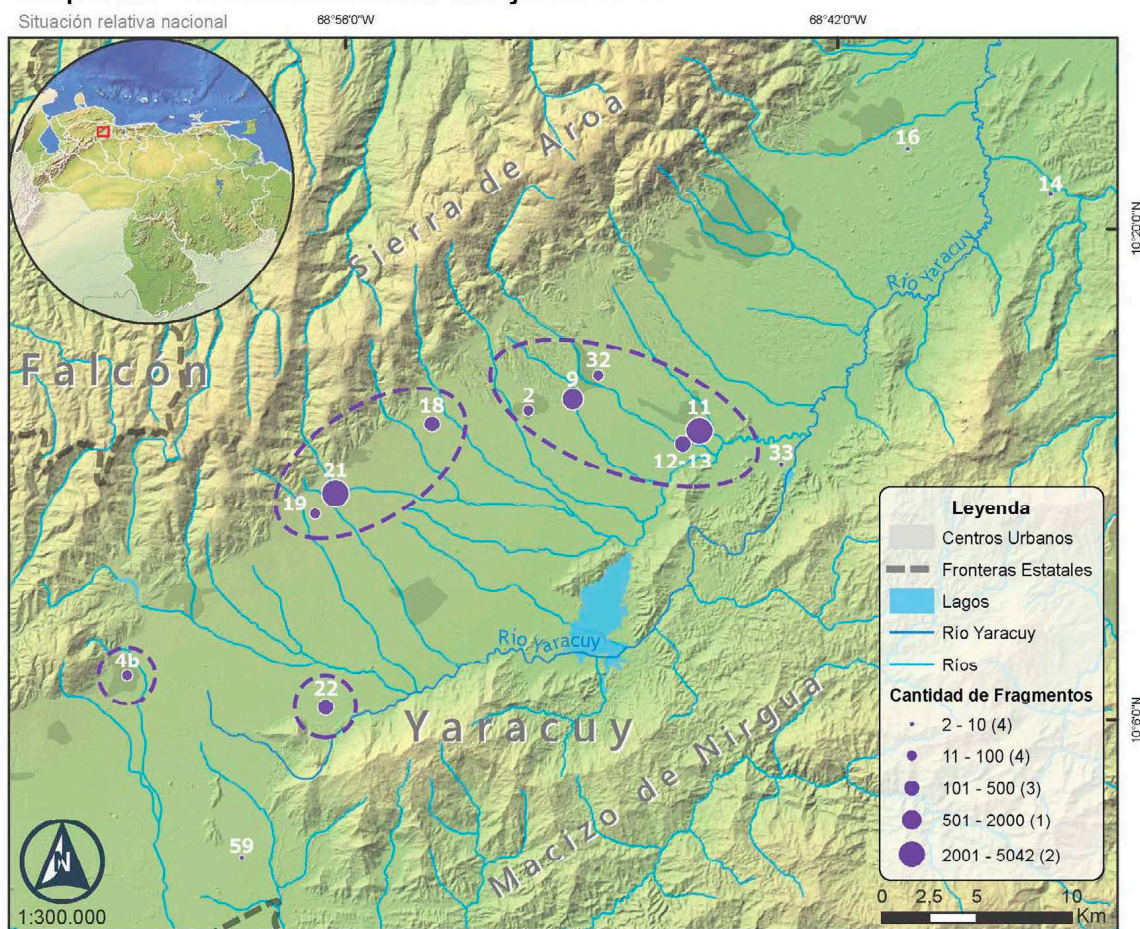 Situación relativa nacional
68°56'0"W
68°42'0"W
16
14
Sierra de Aroa
10°20'0"N
Río Yaracuy
Falcón
32
9
2
18
11
12-13
33
21
19
Leyenda
Centros Urbanos
Fronteras Estatales
Lagos
Río Yaracuy
Ríos
Cantidad de Fragmentos
2 - 10 (4)
11 - 100 (4)
101 - 500 (3)
501 - 2000 (1)
2001 - 5042 (2)
Río Yaracuy
4b
22
Yaracuy
Macizo de Nirgua
10°6'0"N
59
N
1:300.000
0 2,5 5 10
Km